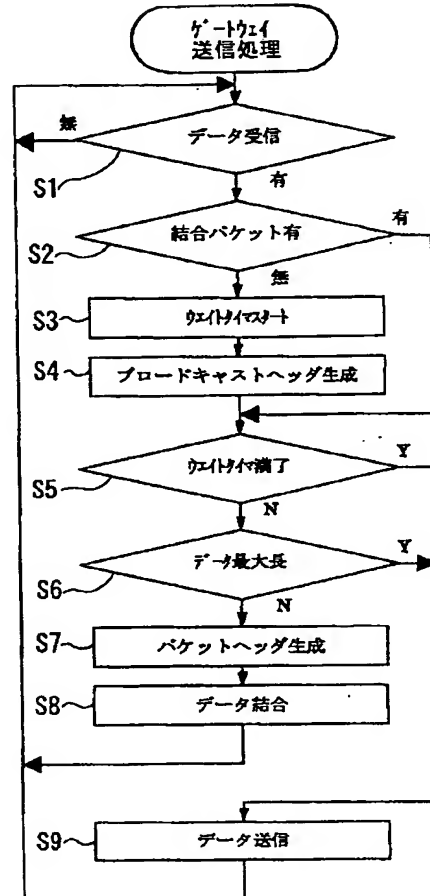 ゲートウェイ
送信処理
データ受信
無
S1
有
結合パケット有
有
S2
無
S3
ウエイトタイマスタート
S4
ブロードキャストヘッダ生成
ウエイトタイマ満了
Y
S5
N
データ最大長
Y
S6
N
S7
パケットヘッダ生成
S8
データ結合
S9
データ送信